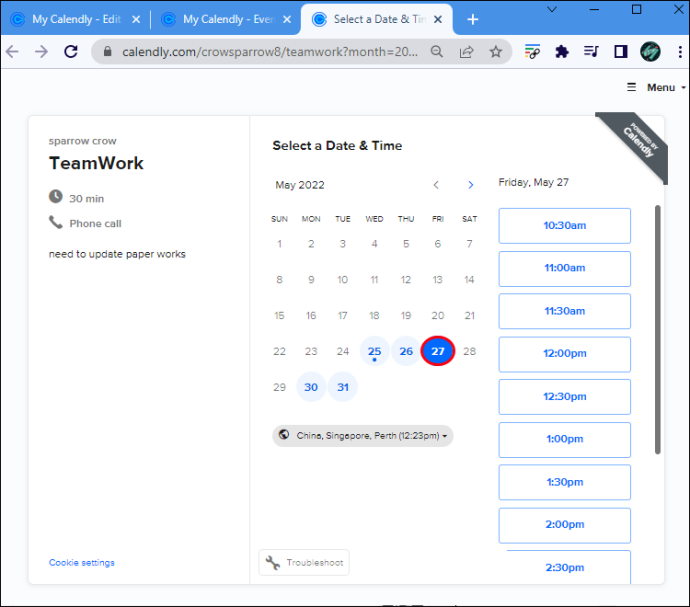 My Calendly - Edit
My Calendly - Even
Select a Date & Tim
calendly.com/crowsparrow8/teamwork?month=20...
Menu
sparrow crow
TeamWork
30 min
Phone call
need to update paper works
Cookie settings
Select a Date & Time
POWERED BY
Calendly
May 2022
SUN MON TUE WED THU FRI SAT
1 2 3 4 5 6 7
8 9 10 11 12 13 14
15 16 17 18 19 20 21
22 23 24 25 26 27 28
29 30 31
China, Singapore, Perth (12:23pm)
Troubleshoot
Friday, May 27
10:30am
11:00am
11:30am
12:00pm
12:30pm
1:00pm
1:30pm
2:00pm
2:30pm